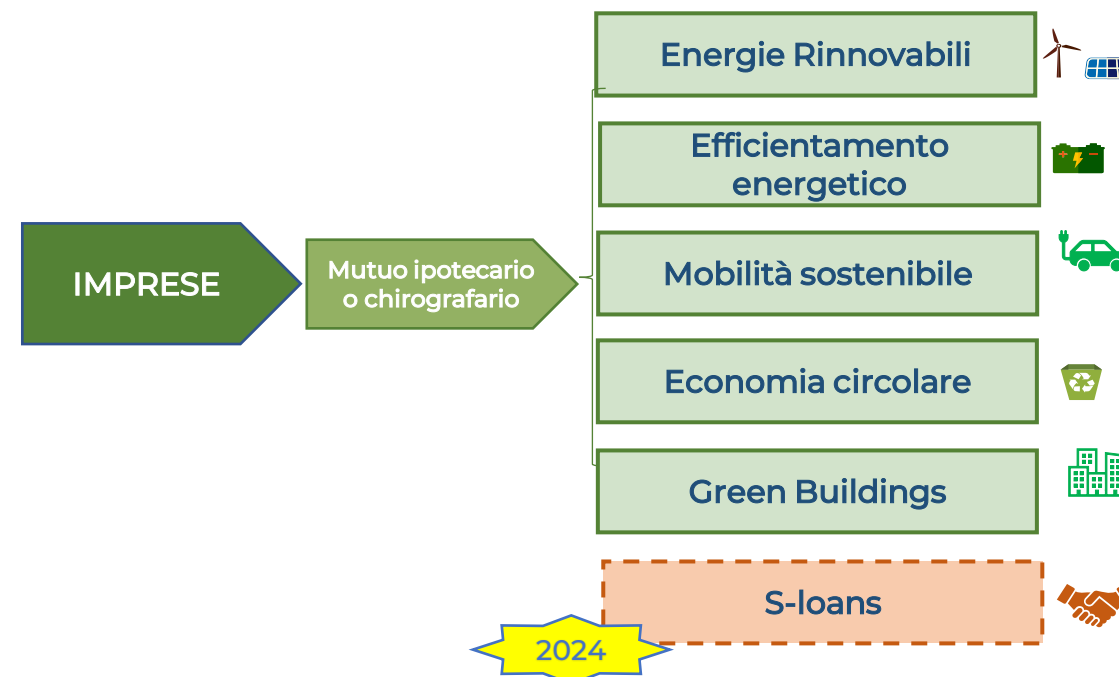 Energie Rinnovabili
Efficientamento
energetico
IMPRESE
Mutuo ipotecario
o chirografario
Mobilità sostenibile
Economia circolare
Green Buildings
S-loans
2024